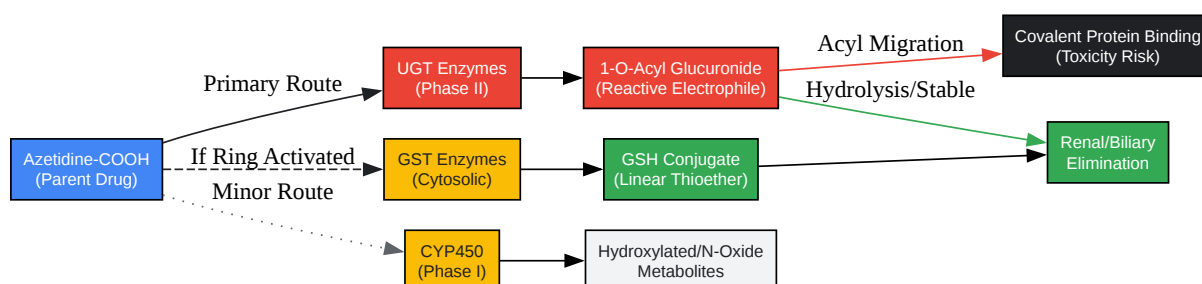 Primary Route
UGT Enzymes
(Phase II)
1-O-Acyl Glucuronide
(Reactive Electrophile)
Acyl Migration
Covalent Protein Binding
(Toxicity Risk)
Hydrolysis/Stable
Azetidine-COOH
(Parent Drug)
If Ring Activated
GST Enzymes
(Cytosolic)
GSH Conjugate
(Linear Thioether)
Renal/Biliary
Elimination
Minor Route
CYP450
(Phase I)
Hydroxylated/N-Oxide
Metabolites